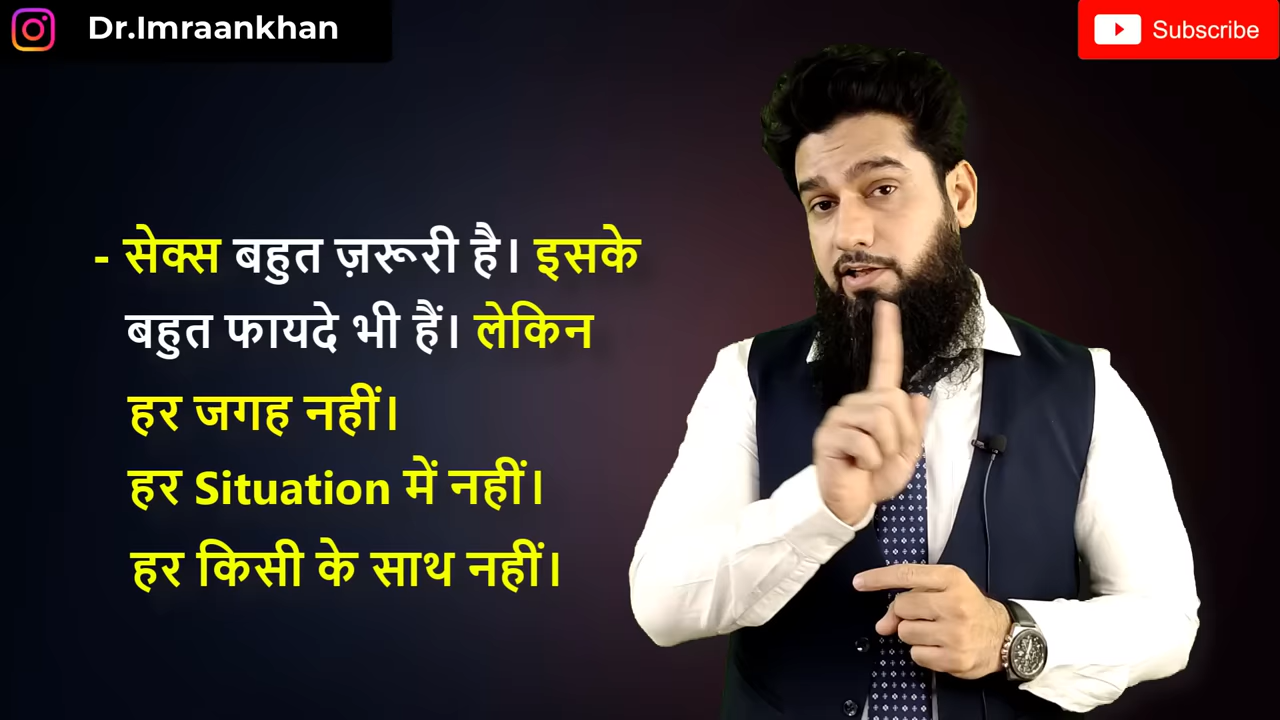 Dr.Imraankhan
Subscribe
- सेक्स बहुत ज़रूरी है। इसके
बहुत फायदे भी हैं। लेकिन
हर जगह नहीं।
हर Situation में नहीं।
हर किसी के साथ नहीं।